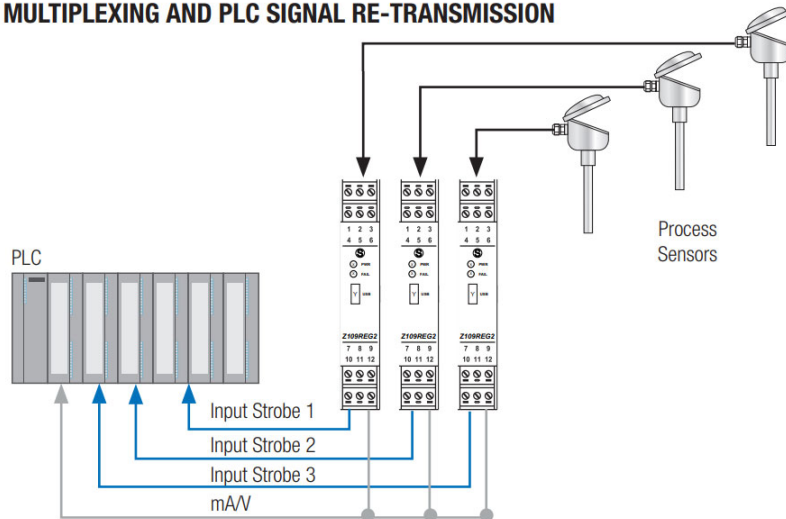 MULTIPLEXING AND PLC SIGNAL RE-TRANSMISSION
Process
Sensors
PLC
1 2 3
4 5 6
S
PWR
FAIL
USB
Z109REG2
7 8 9
10 11 12
1 2 3
4 5 6
S
PWR
FAIL
USB
Z109REG2
7 8 9
10 11 12
1 2 3
4 5 6
S
PWR
FAIL
USB
Z109REG2
7 8 9
10 11 12
Input Strobe 1
Input Strobe 2
Input Strobe 3
mA/V